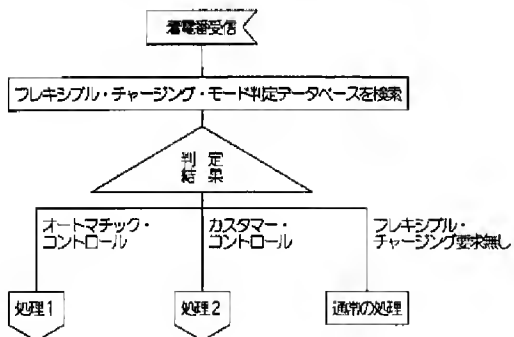 着電番受信
フレキシブル・チャージング・モード判定データベースを検索
判定
結果
オートマチック・
コントロール
カスタマー・
コントロール
フレキシブル・
チャージング要求無し
処理1
処理2
通常の処理